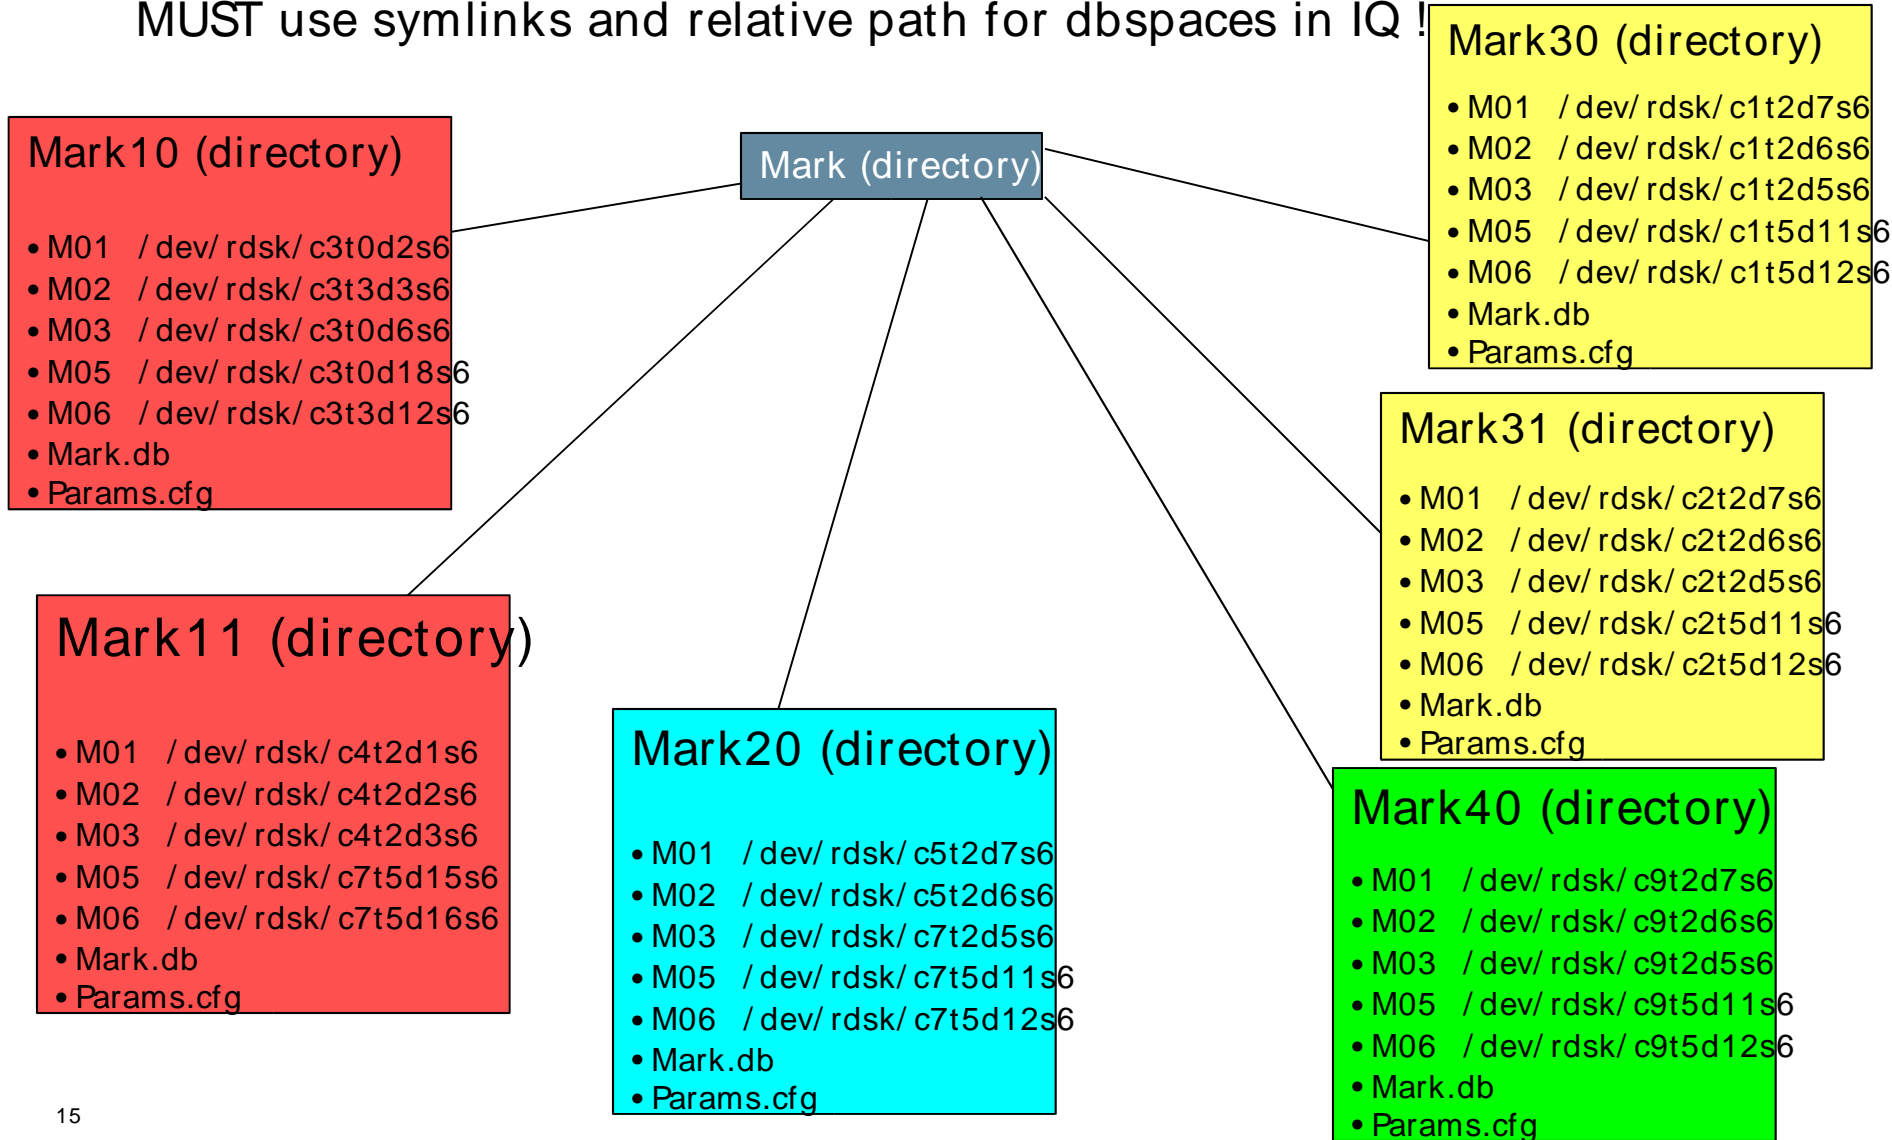 MUST use symlinks and relative path for dbspaces in IQ !
Mark (directory)
Mark10 (directory)
• M01 /dev/rdsk/c3t0d2s6
• M02 /dev/rdsk/c3t3d3s6
• M03 /dev/rdsk/c3t0d6s6
• M05 /dev/rdsk/c3t0d18s6
• M06 /dev/rdsk/c3t3d12s6
• Mark.db
• Params.cfg
Mark11 (directory)
• M01 /dev/rdsk/c4t2d1s6
• M02 /dev/rdsk/c4t2d2s6
• M03 /dev/rdsk/c4t2d3s6
• M05 /dev/rdsk/c7t5d15s6
• M06 /dev/rdsk/c7t5d16s6
• Mark.db
• Params.cfg
Mark20 (directory)
• M01 /dev/rdsk/c5t2d7s6
• M02 /dev/rdsk/c5t2d6s6
• M03 /dev/rdsk/c7t2d5s6
• M05 /dev/rdsk/c7t5d11s6
• M06 /dev/rdsk/c7t5d12s6
• Mark.db
• Params.cfg
Mark30 (directory)
• M01 /dev/rdsk/c1t2d7s6
• M02 /dev/rdsk/c1t2d6s6
• M03 /dev/rdsk/c1t2d5s6
• M05 /dev/rdsk/c1t5d11s6
• M06 /dev/rdsk/c1t5d12s6
• Mark.db
• Params.cfg
Mark31 (directory)
• M01 /dev/rdsk/c2t2d7s6
• M02 /dev/rdsk/c2t2d6s6
• M03 /dev/rdsk/c2t2d5s6
• M05 /dev/rdsk/c2t5d11s6
• M06 /dev/rdsk/c2t5d12s6
• Mark.db
• Params.cfg
Mark40 (directory)
• M01 /dev/rdsk/c9t2d7s6
• M02 /dev/rdsk/c9t2d6s6
• M03 /dev/rdsk/c9t2d5s6
• M05 /dev/rdsk/c9t5d11s6
• M06 /dev/rdsk/c9t5d12s6
• Mark.db
• Params.cfg
15